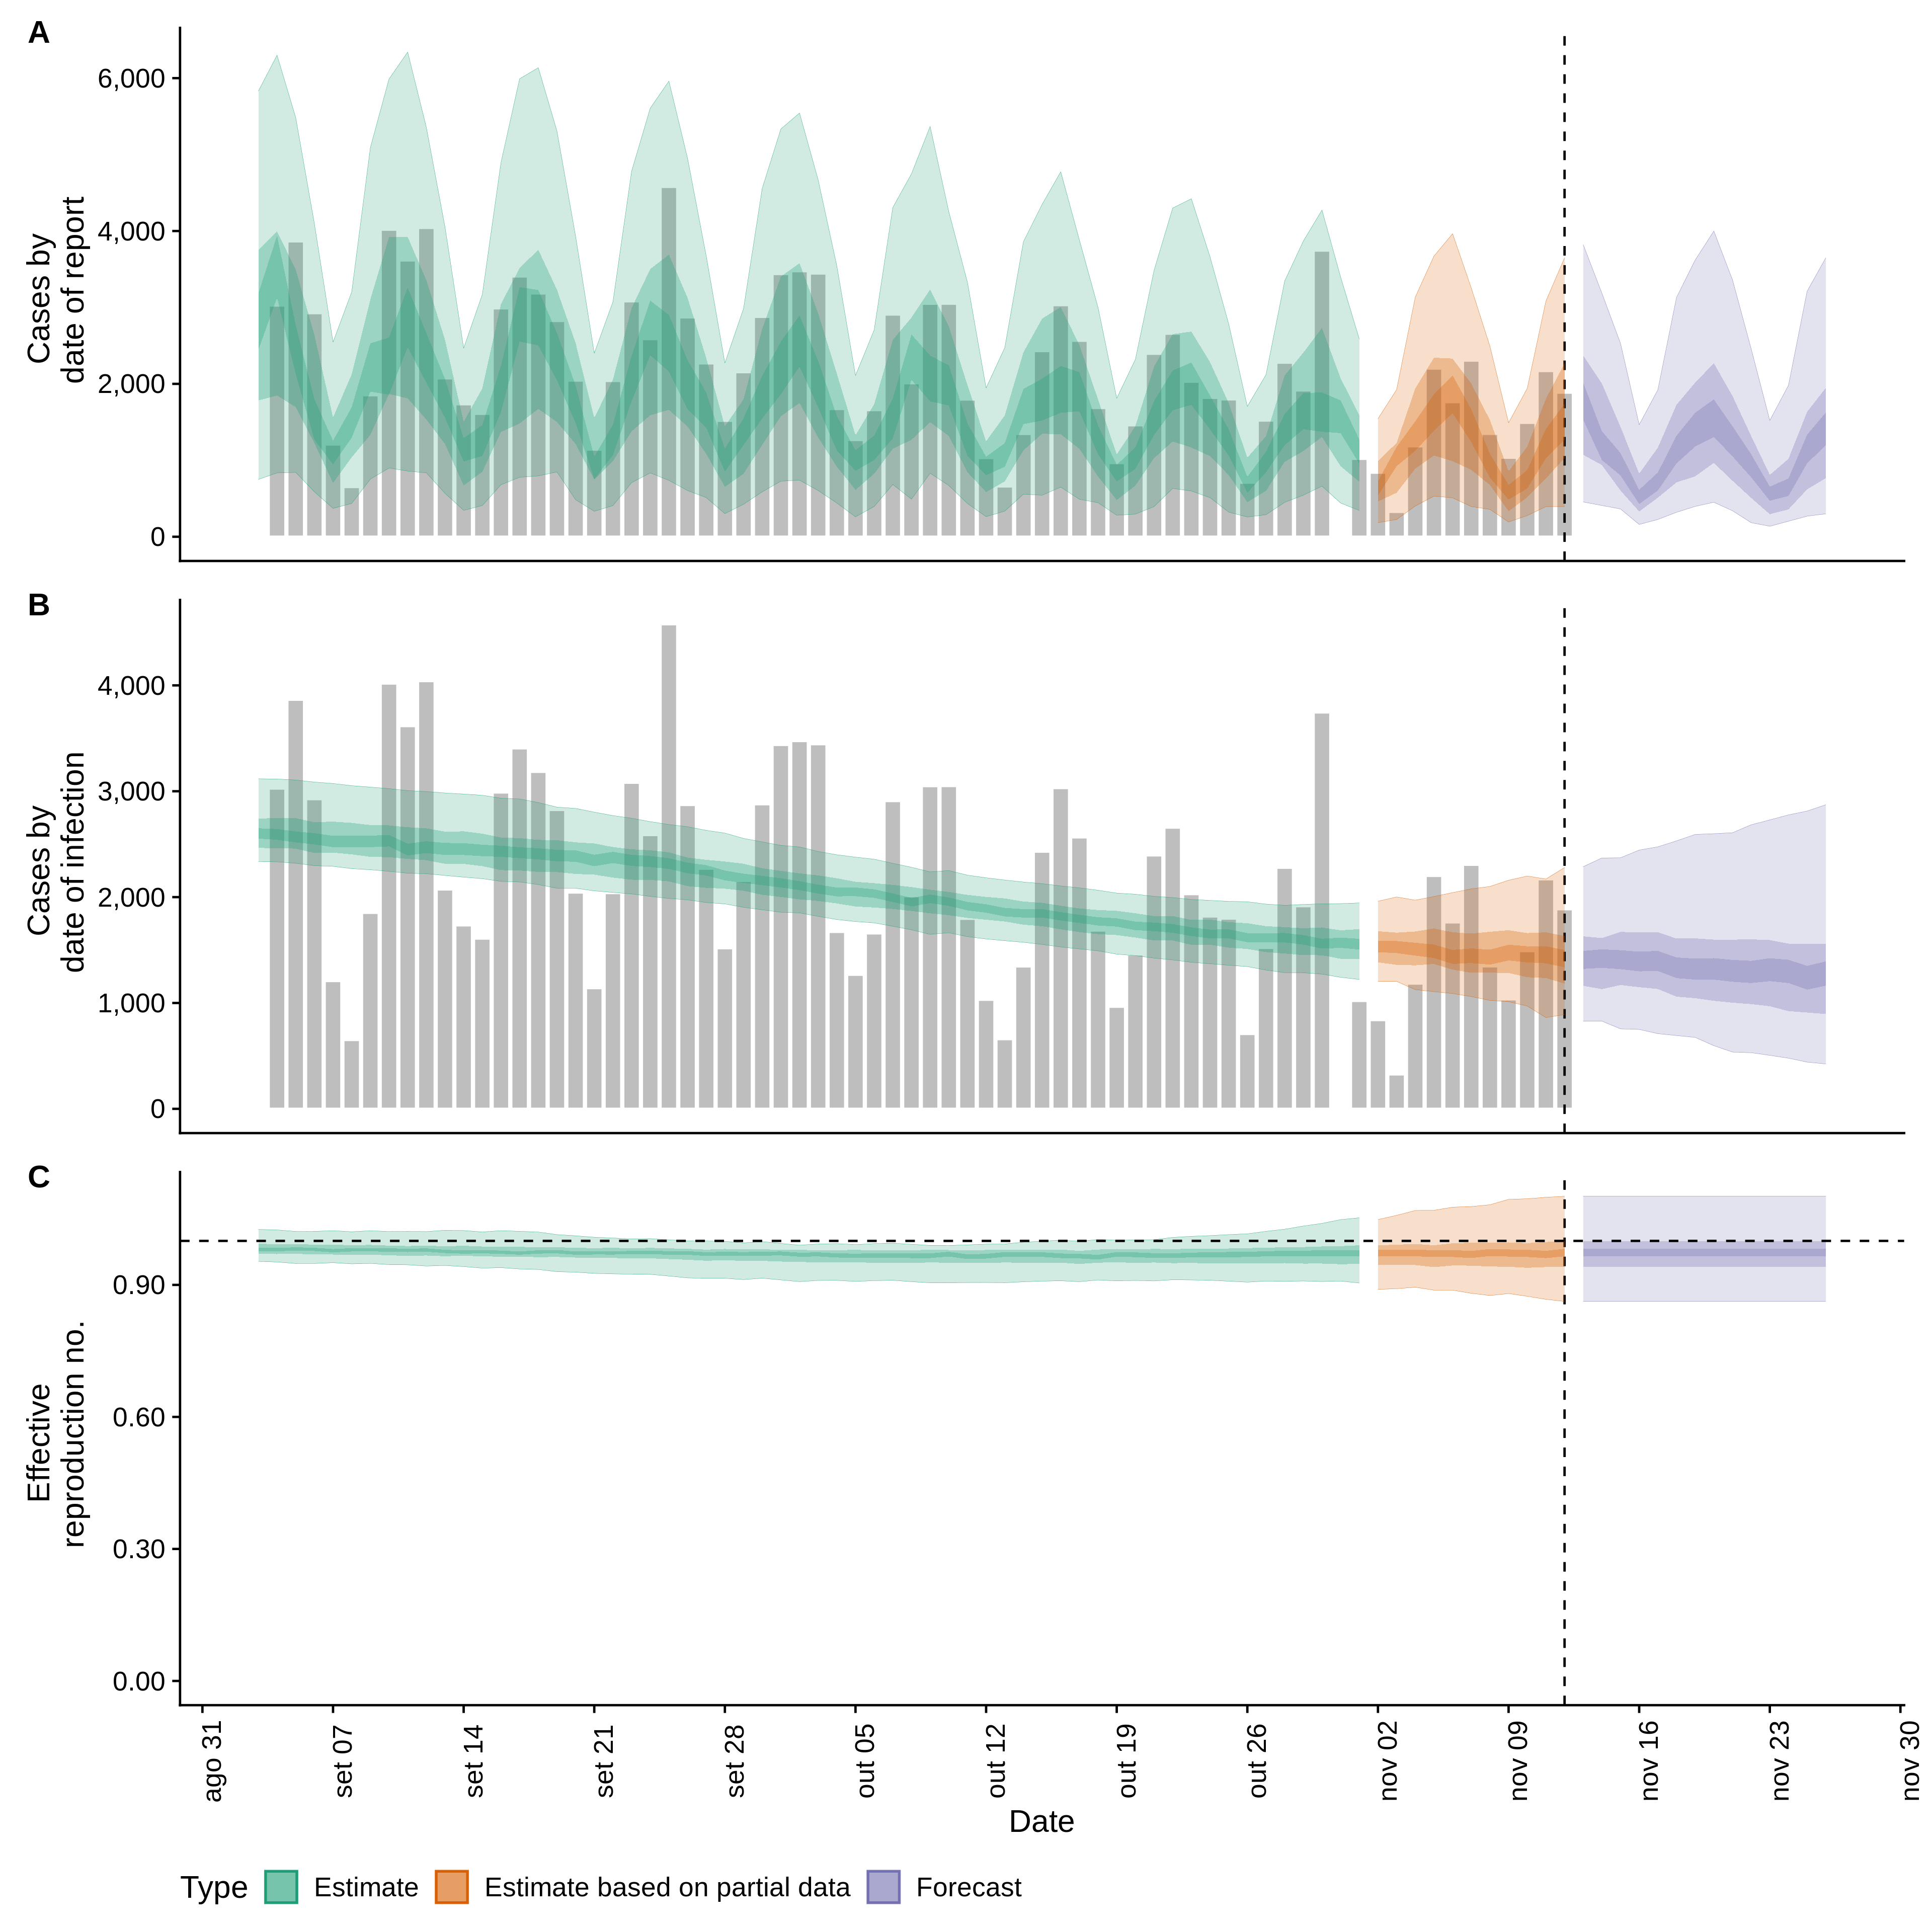 A
Cases by
date of report
6,000
4,000
2,000
0
B
Cases by
date of infection
4,000
3,000
2,000
1,000
0
C
Effective
reproduction no.
0.90
0.60
0.30
0.00
ago 31
set 07
set 14
set 21
set 28
out 05
out 12
out 19
out 26
nov 02
nov 09
nov 16
nov 23
nov 30
Date
Type
Estimate
Estimate based on partial data
Forecast